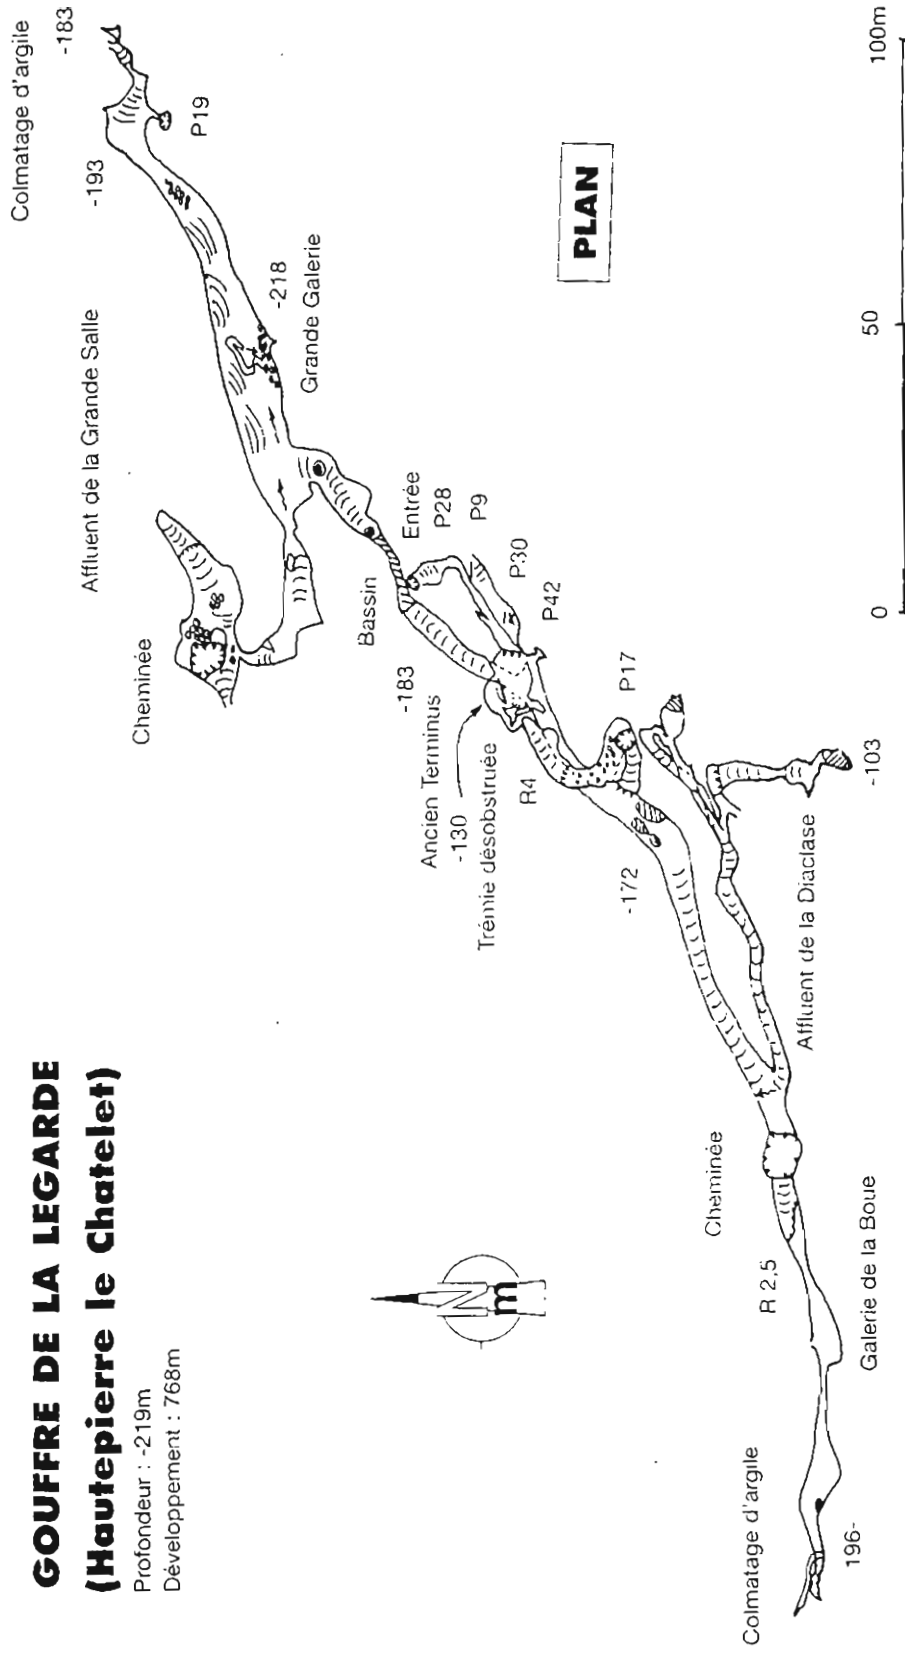 GOUFFRE DE LA LEGARDE
(Hautepierre le Chatelet)
Profondeur : -219m
Développement : 768m
Colmatage d'argile
-183
-193
P19
Affluent de la Grande Salle
-218
Grande Galerie
Cheminée
PLAN
Bassin
Entrée
P28
P9
P30
P42
-183
Ancien Terminus
-130
Trémie désobstruée
R4
P17
-172
-103
Affluent de la Diaclase
Cheminée
R 2,5
Galerie de la Boue
Colmatage d'argile
196-
N
m
0
50
100m